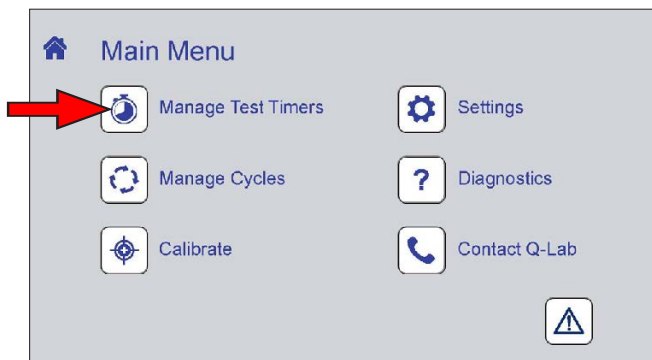 Main Menu
Manage Test Timers
Settings
Manage Cycles
? Diagnostics
Calibrate
Contact Q-Lab